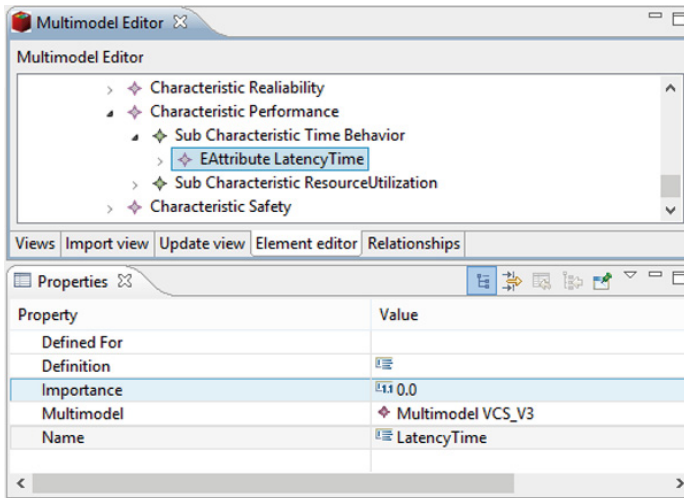 Multimodel Editor
Multimodel Editor
Characteristic Realiability
Characteristic Performance
Sub Characteristic Time Behavior
EAttribute LatencyTime
Sub Characteristic ResourceUtilization
Characteristic Safety
Views Import view Update view Element editor Relationships
Properties
Property Value
Defined For
Definition
Importance 0.0
Multimodel Multimodel VCS_V3
Name LatencyTime